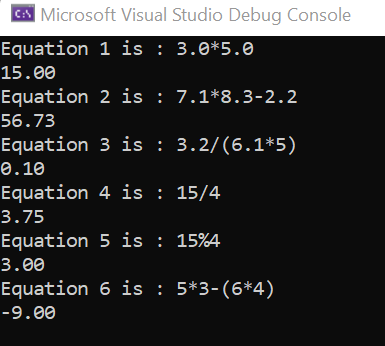 Microsoft Visual Studio Debug Console
Equation 1 is : 3.0*5.0
15.00
Equation 2 is : 7.1*8.3-2.2
56.73
Equation 3 is : 3.2/(6.1*5)
0.10
Equation 4 is : 15/4
3.75
Equation 5 is : 15%4
3.00
Equation 6 is : 5*3-(6*4)
-9.00